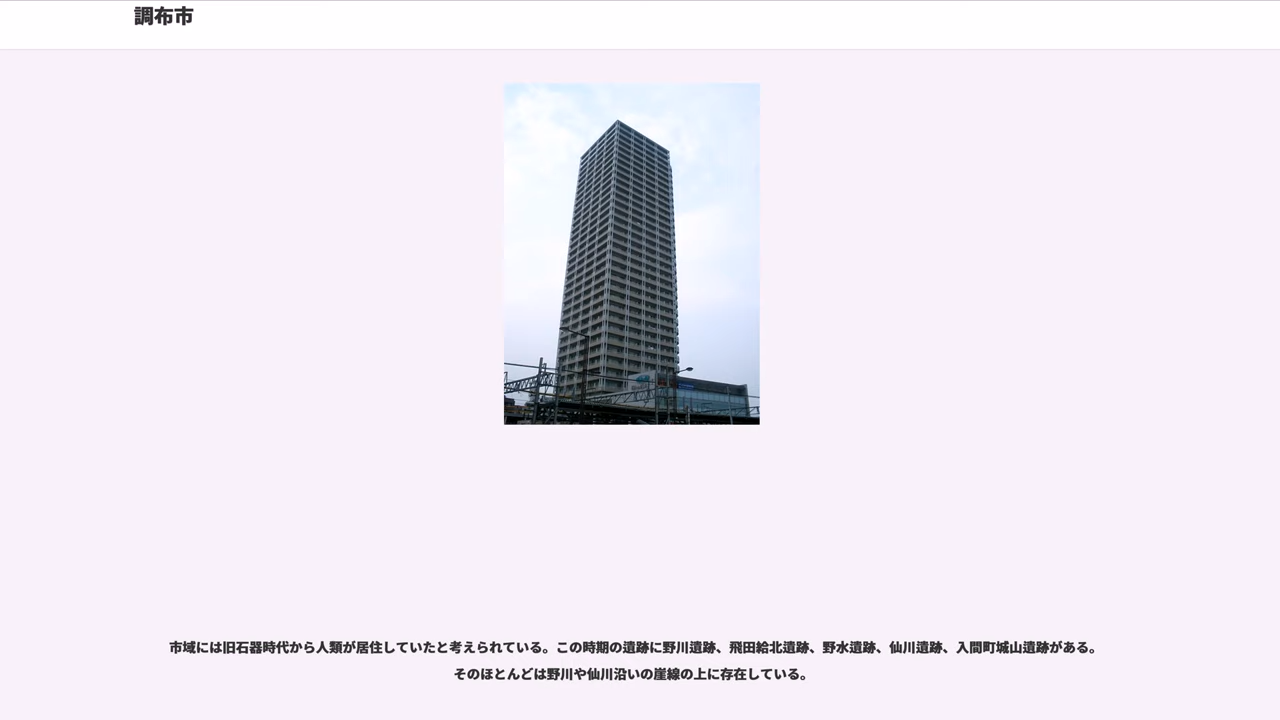 調布市
市域には旧石器時代から人類が居住していたと考えられている。この時期の遺跡に野川遺跡、飛田給北遺跡、野水遺跡、仙川遺跡、入間町城山遺跡がある。
そのほとんどは野川や仙川沿いの崖線の上に存在している。